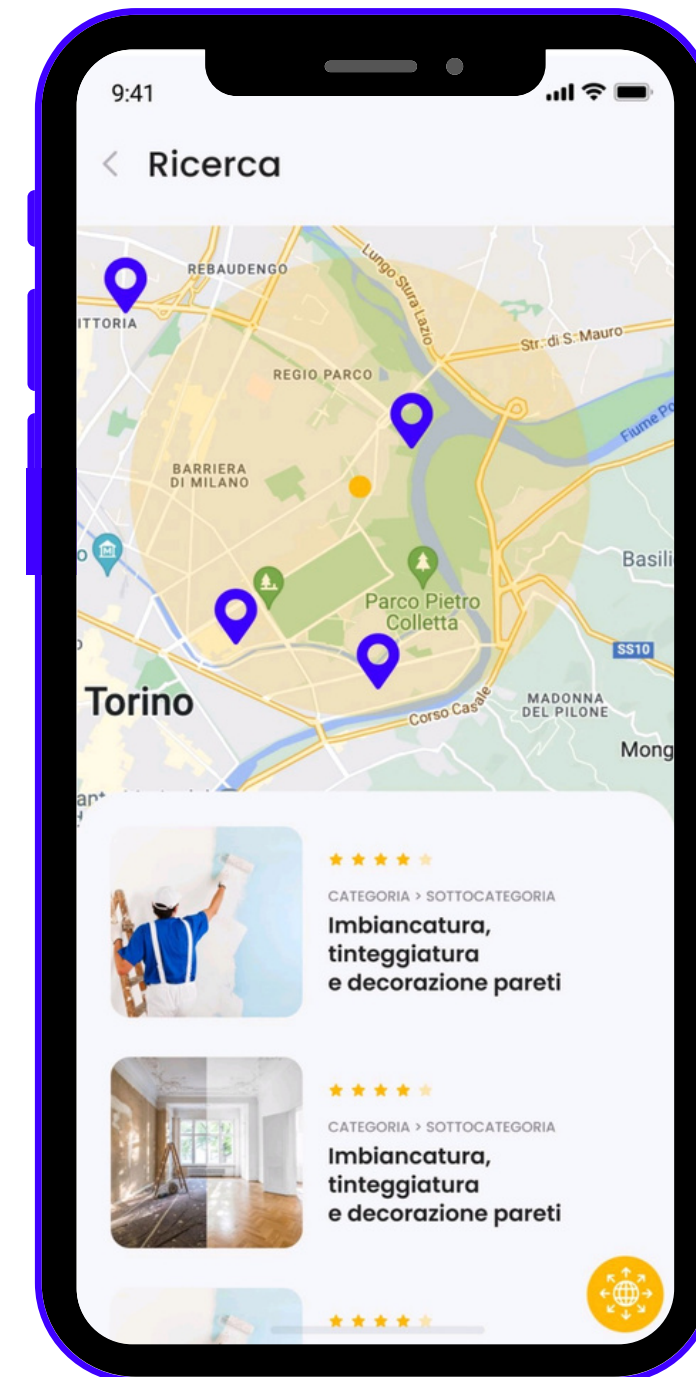 9:41
Ricerca
Lungo Stura Lazio
REBAUDENGO
ITTORIA
Str. di S. Mauro
REGIO PARCO
Fiume Po
BARRIERA
DI MILANO
o
Basili
Parco Pietro
Colletta
SS10
Torino
Corso Casale
MADONNA
DEL PILONE
Mong
CATEGORIA > SOTTOCATEGORIA
Imbiancatura,
tinteggiatura
e decorazione pareti
CATEGORIA > SOTTOCATEGORIA
Imbiancatura,
tinteggiatura
e decorazione pareti